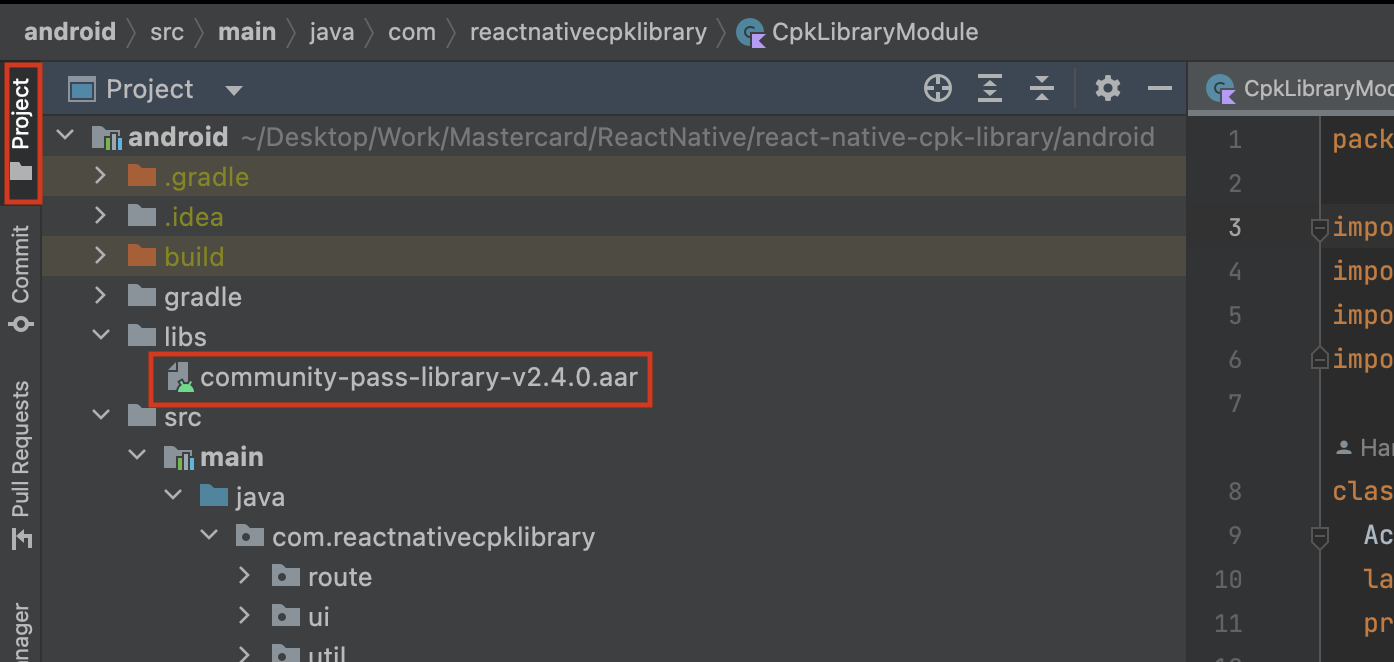 android src main java com reactnativecpklibrary CpkLibraryModule
Project
Commit
Pull Requests
Project
android ~/Desktop/Work/Mastercard/ReactNative/react-native-cpk-library/android
.gradle
.idea
build
gradle
libs
community-pass-library-v2.4.0.aar
src
main
java
com.reactnativecpklibrary
route
ui
util
CpkLibraryMod
1 pack
2
3 impo
4 impo
5 impo
6 impo
7
Har
8 clas
9 Ac
10 la
11 pr